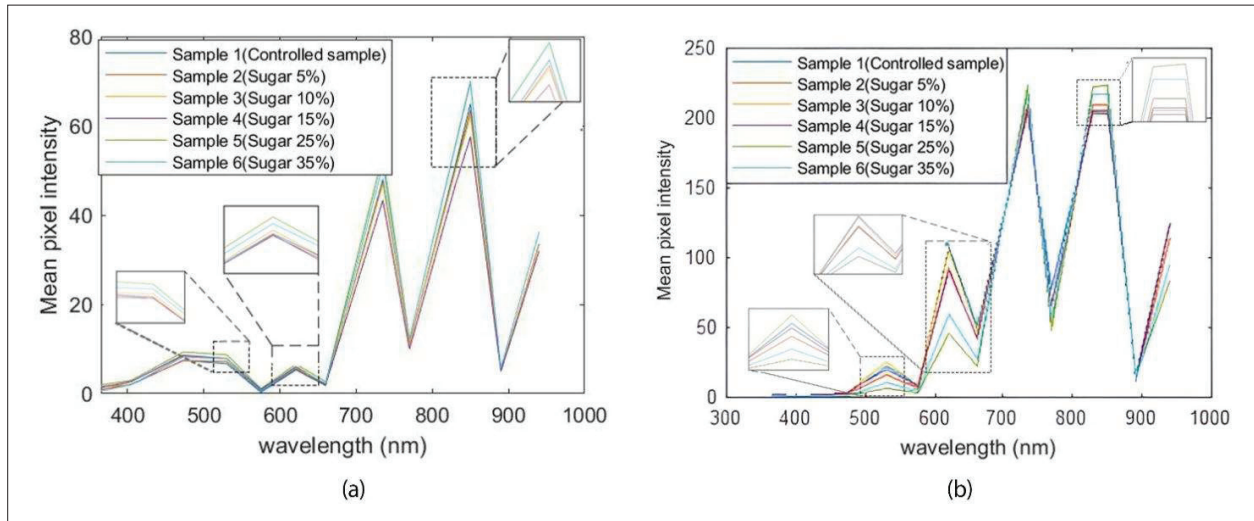 80
60
40
20
0
Mean pixel intensity
Sample 1(Controlled sample)
Sample 2(Sugar 5%)
Sample 3(Sugar 10%)
Sample 4(Sugar 15%)
Sample 5(Sugar 25%)
Sample 6(Sugar 35%)
400 500 600 700 800 900 1000
wavelength (nm)
(a)
250
200
150
100
50
0
Mean pixel intensity
Sample 1(Controlled sample)
Sample 2(Sugar 5%)
Sample 3(Sugar 10%)
Sample 4(Sugar 15%)
Sample 5(Sugar 25%)
Sample 6(Sugar 35%)
300 400 500 600 700 800 900 1000
wavelength (nm)
(b)